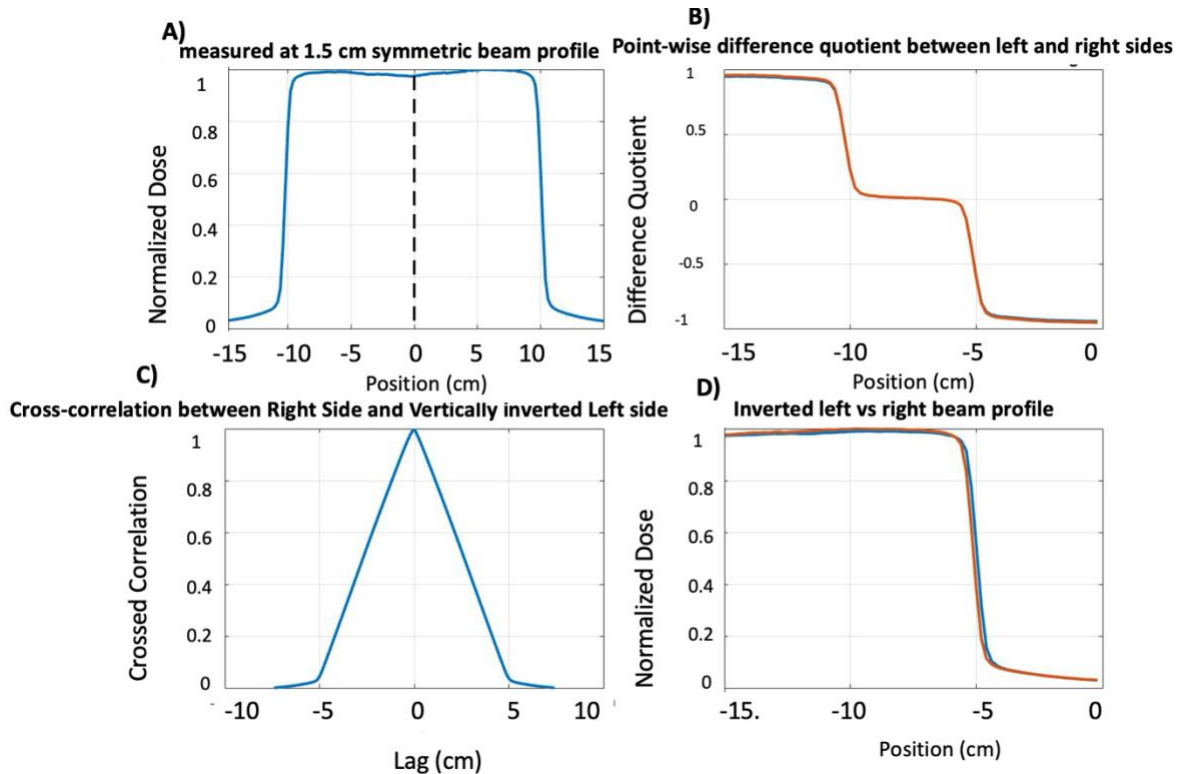 A)
measured at 1.5 cm symmetric beam profile
Normalized Dose
1
0.8
0.6
0.4
0.2
0
-15 -10 -5 0 5 10 15
Position (cm)
B)
Point-wise difference quotient between left and right sides
Difference Quotient
1
0.5
0
-0.5
-1
-15 -10 -5 0
Position (cm)
C)
Cross-correlation between Right Side and Vertically inverted Left side
Crossed Correlation
1
0.8
0.6
0.4
0.2
0
-10 -5 0 5 10
Lag (cm)
D)
Inverted left vs right beam profile
Normalized Dose
1
0.8
0.6
0.4
0.2
0
-15. -10 -5 0
Position (cm)